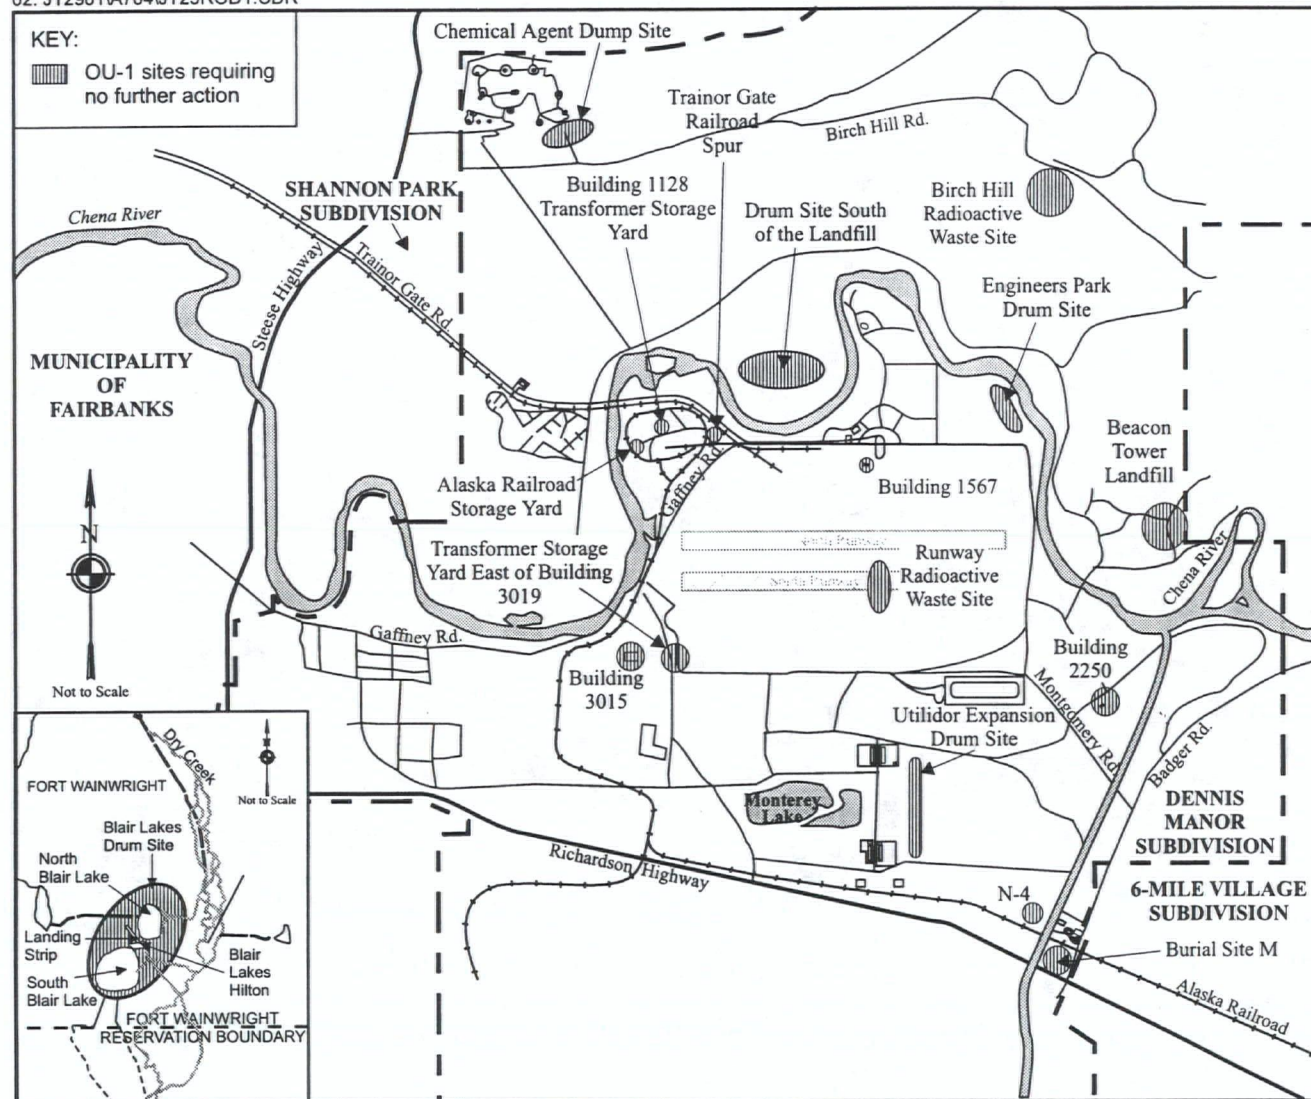 KEY:
OU-1 sites requiring
no further action
Chemical Agent Dump Site
Trainor Gate
Railroad
Spur
Birch Hill Rd.
SHANNON PARK
SUBDIVISION
Building 1128
Transformer Storage
Yard
Drum Site South
of the Landfill
Birch Hill
Radioactive
Waste Site
Chena River
Steese Highway
Trainor Gate Rd.
Engineers Park
Drum Site
MUNICIPALITY
OF
FAIRBANKS
Beacon
Tower
Landfill
Alaska Railroad
Storage Yard
Gaffney Rd.
Building 1567
N
Not to Scale
Transformer Storage
Yard East of Building
3019
North Runway
South Runway
Runway
Radioactive
Waste Site
Chena River
Gaffney Rd.
Building
3015
Building
2250
Montgomery Rd.
Badger Rd.
Utilidor Expansion
Drum Site
Monterey
Lake
DENNIS
MANOR
SUBDIVISION
Richardson Highway
N-4
6-MILE VILLAGE
SUBDIVISION
Burial Site M
Alaska Railroad
Dry Creek
FORT WAINWRIGHT
Not to Scale
Blair Lakes
Drum Site
North
Blair Lake
Landing
Strip
South
Blair Lake
Blair
Lakes
Hilton
FORT WAINWRIGHT
RESERVATION BOUNDARY